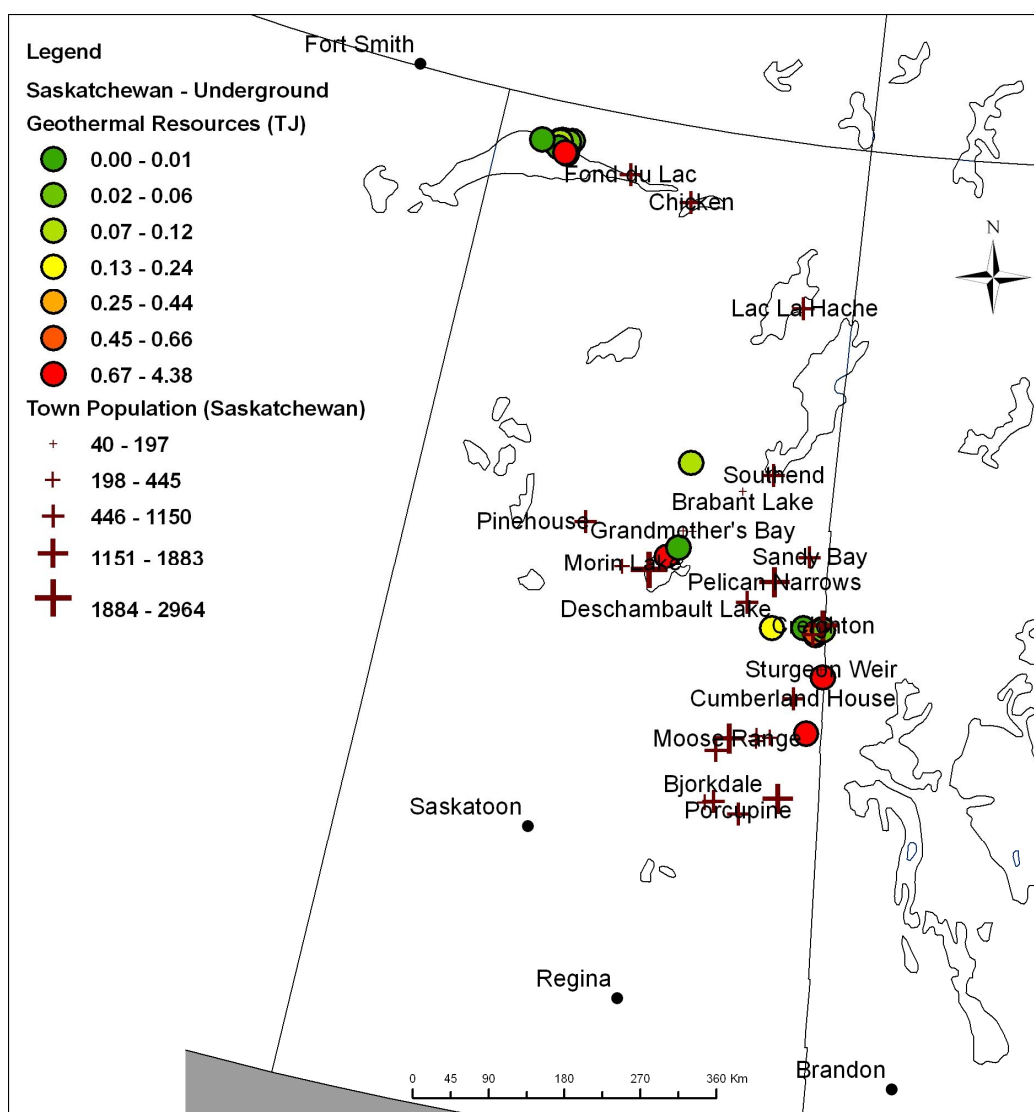 Fort Smith
Legend
Saskatchewan - Underground
Geothermal Resources (TJ)
0.00 - 0.01
0.02 - 0.06
0.07 - 0.12
0.13 - 0.24
0.25 - 0.44
0.45 - 0.66
0.67 - 4.38
Town Population (Saskatchewan)
40 - 197
198 - 445
446 - 1150
1151 - 1883
1884 - 2964
Fond du Lac
Chicken
N
Lac La Hache
Southend
Brabant Lake
Pinehouse
Grandmother's Bay
Morin Lake
Sandy Bay
Pelican Narrows
Deschambault Lake
Creighton
Sturgeon Weir
Cumberland House
Moose Range
Bjorkdale
Porcupine
Saskatoon
Regina
Brandon
0 45 90 180 270 360 Km